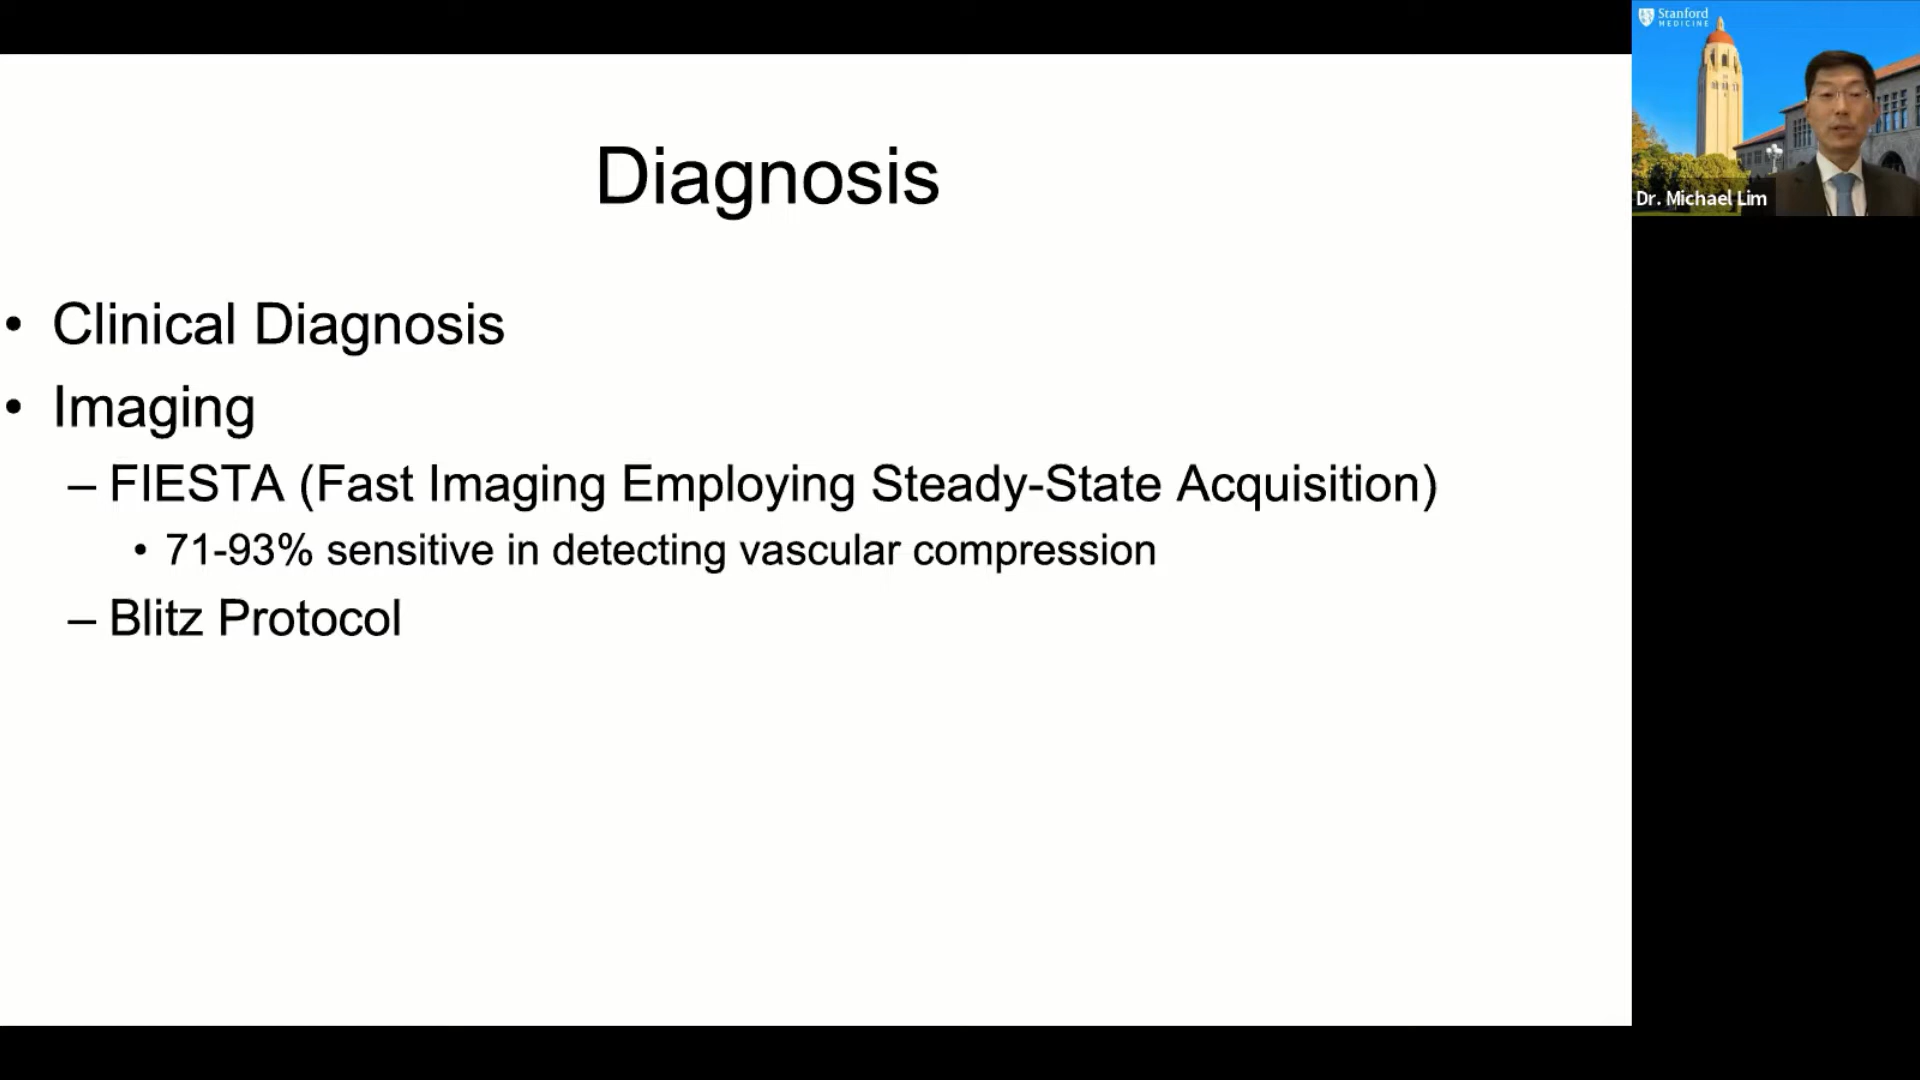 Diagnosis
• Clinical Diagnosis
• Imaging
– FIESTA (Fast Imaging Employing Steady-State Acquisition)
• 71-93% sensitive in detecting vascular compression
– Blitz Protocol
Stanford
MEDICINE
Dr. Michael Lim